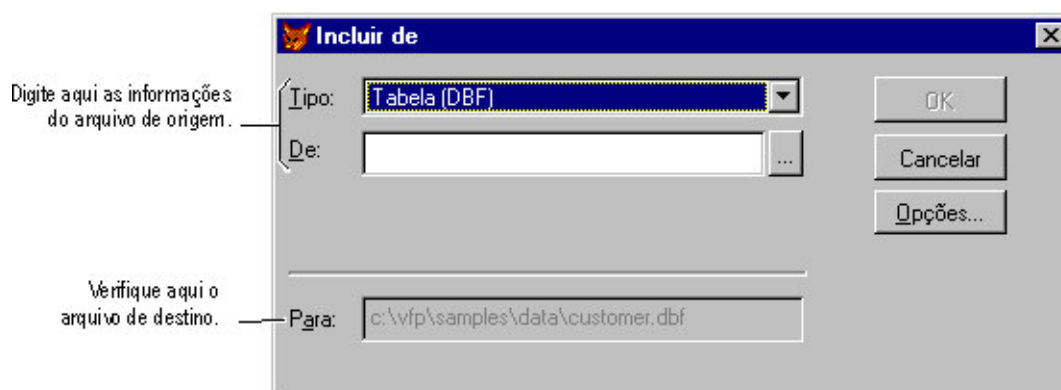 Incluir de
Digite aqui as informações
do arquivo de origem.
Tipo:
Tabela (DBF)
OK
De:
...
Cancelar
Opções...
Verifique aqui o
arquivo de destino.
Para:
c:\vfp\samples\data\customer.dbf